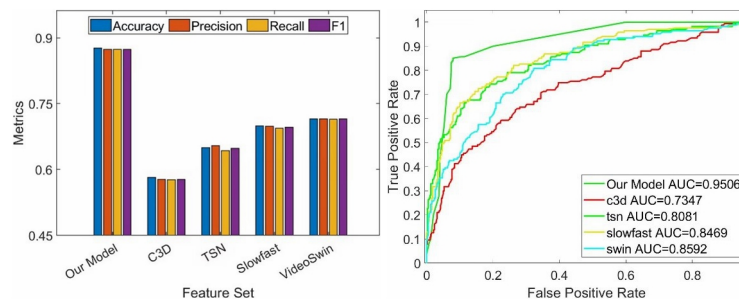 Accuracy Precision Recall F1
0.9
0.75
0.6
0.45
Metrics
Our Model C3D TSN Slowfast VideoSwin
Feature Set
1
0.9
0.8
0.7
0.6
0.5
0.4
0.3
0.2
0.1
0
True Positive Rate
Our Model AUC=0.9506
c3d AUC=0.7347
tsn AUC=0.8081
slowfast AUC=0.8469
swin AUC=0.8592
0 0.2 0.4 0.6 0.8
False Positive Rate